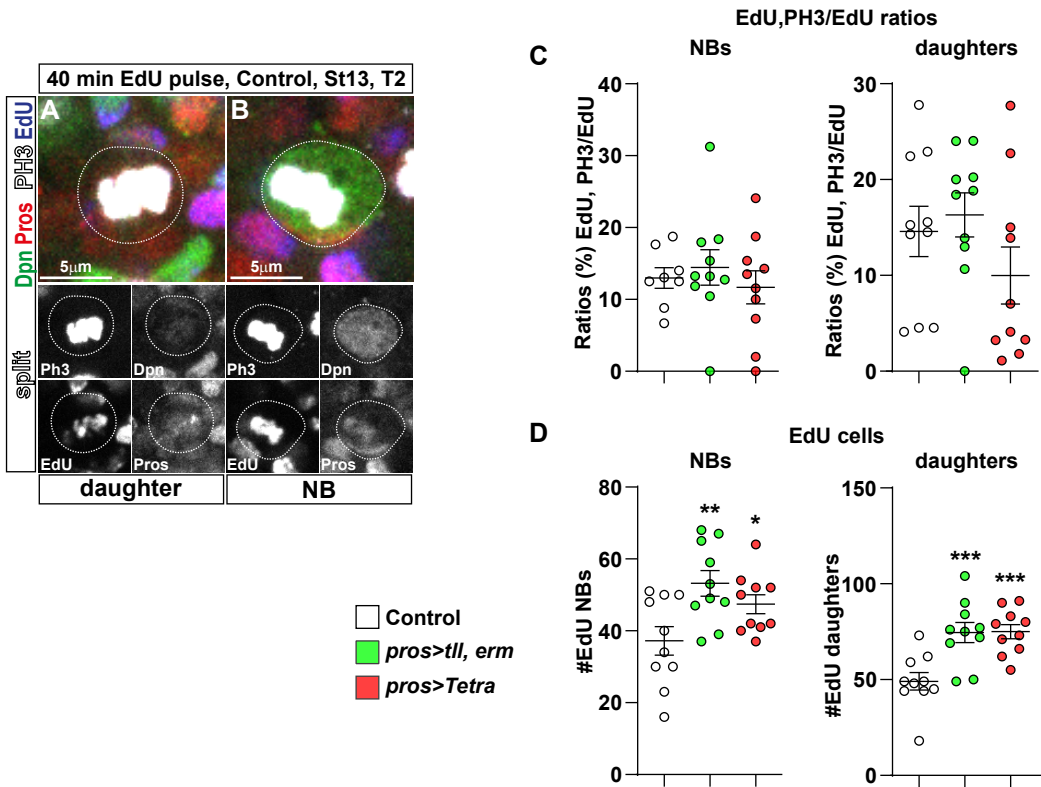 40 min EdU pulse, Control, St13, T2
A
B
Dpn Pros PH3 EdU
5μm
5μm
split
Ph3
Dpn
Ph3
Dpn
EdU
Pros
EdU
Pros
daughter
NB
Control
pros>tll, erm
pros>Tetra
EdU,PH3/EdU ratios
C
NBs
daughters
Ratios (%) EdU, PH3/EdU
40
30
20
10
0
Ratios (%) EdU, PH3/EdU
30
20
10
0
D
EdU cells
NBs
daughters
#EdU NBs
80
60
40
20
0
**
*
#EdU daughters
150
100
50
0
***
***